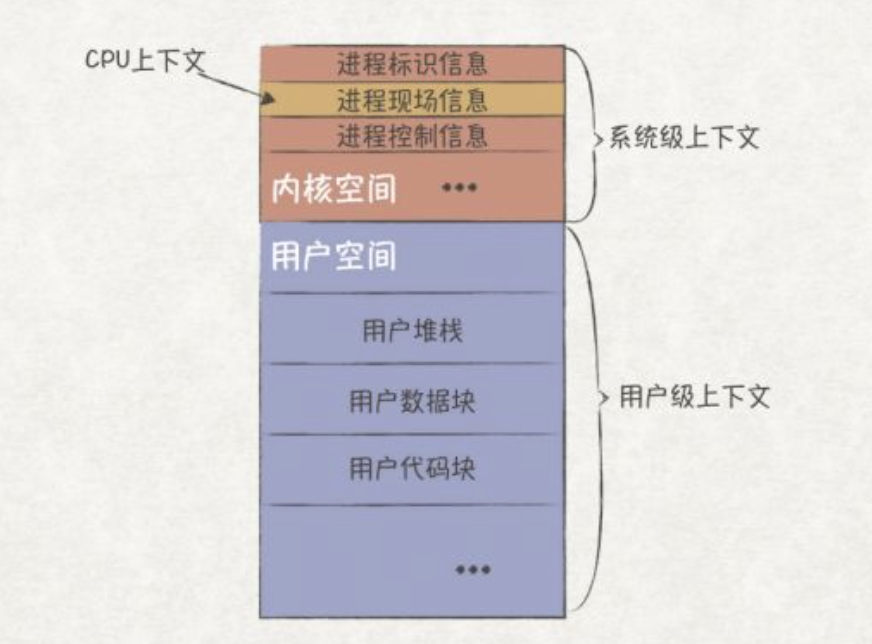 CPU上下文
进程标识信息
进程现场信息
进程控制信息
系统级上下文
内核空间 •••
用户空间
用户堆栈
用户数据块
用户级上下文
用户代码块
•••